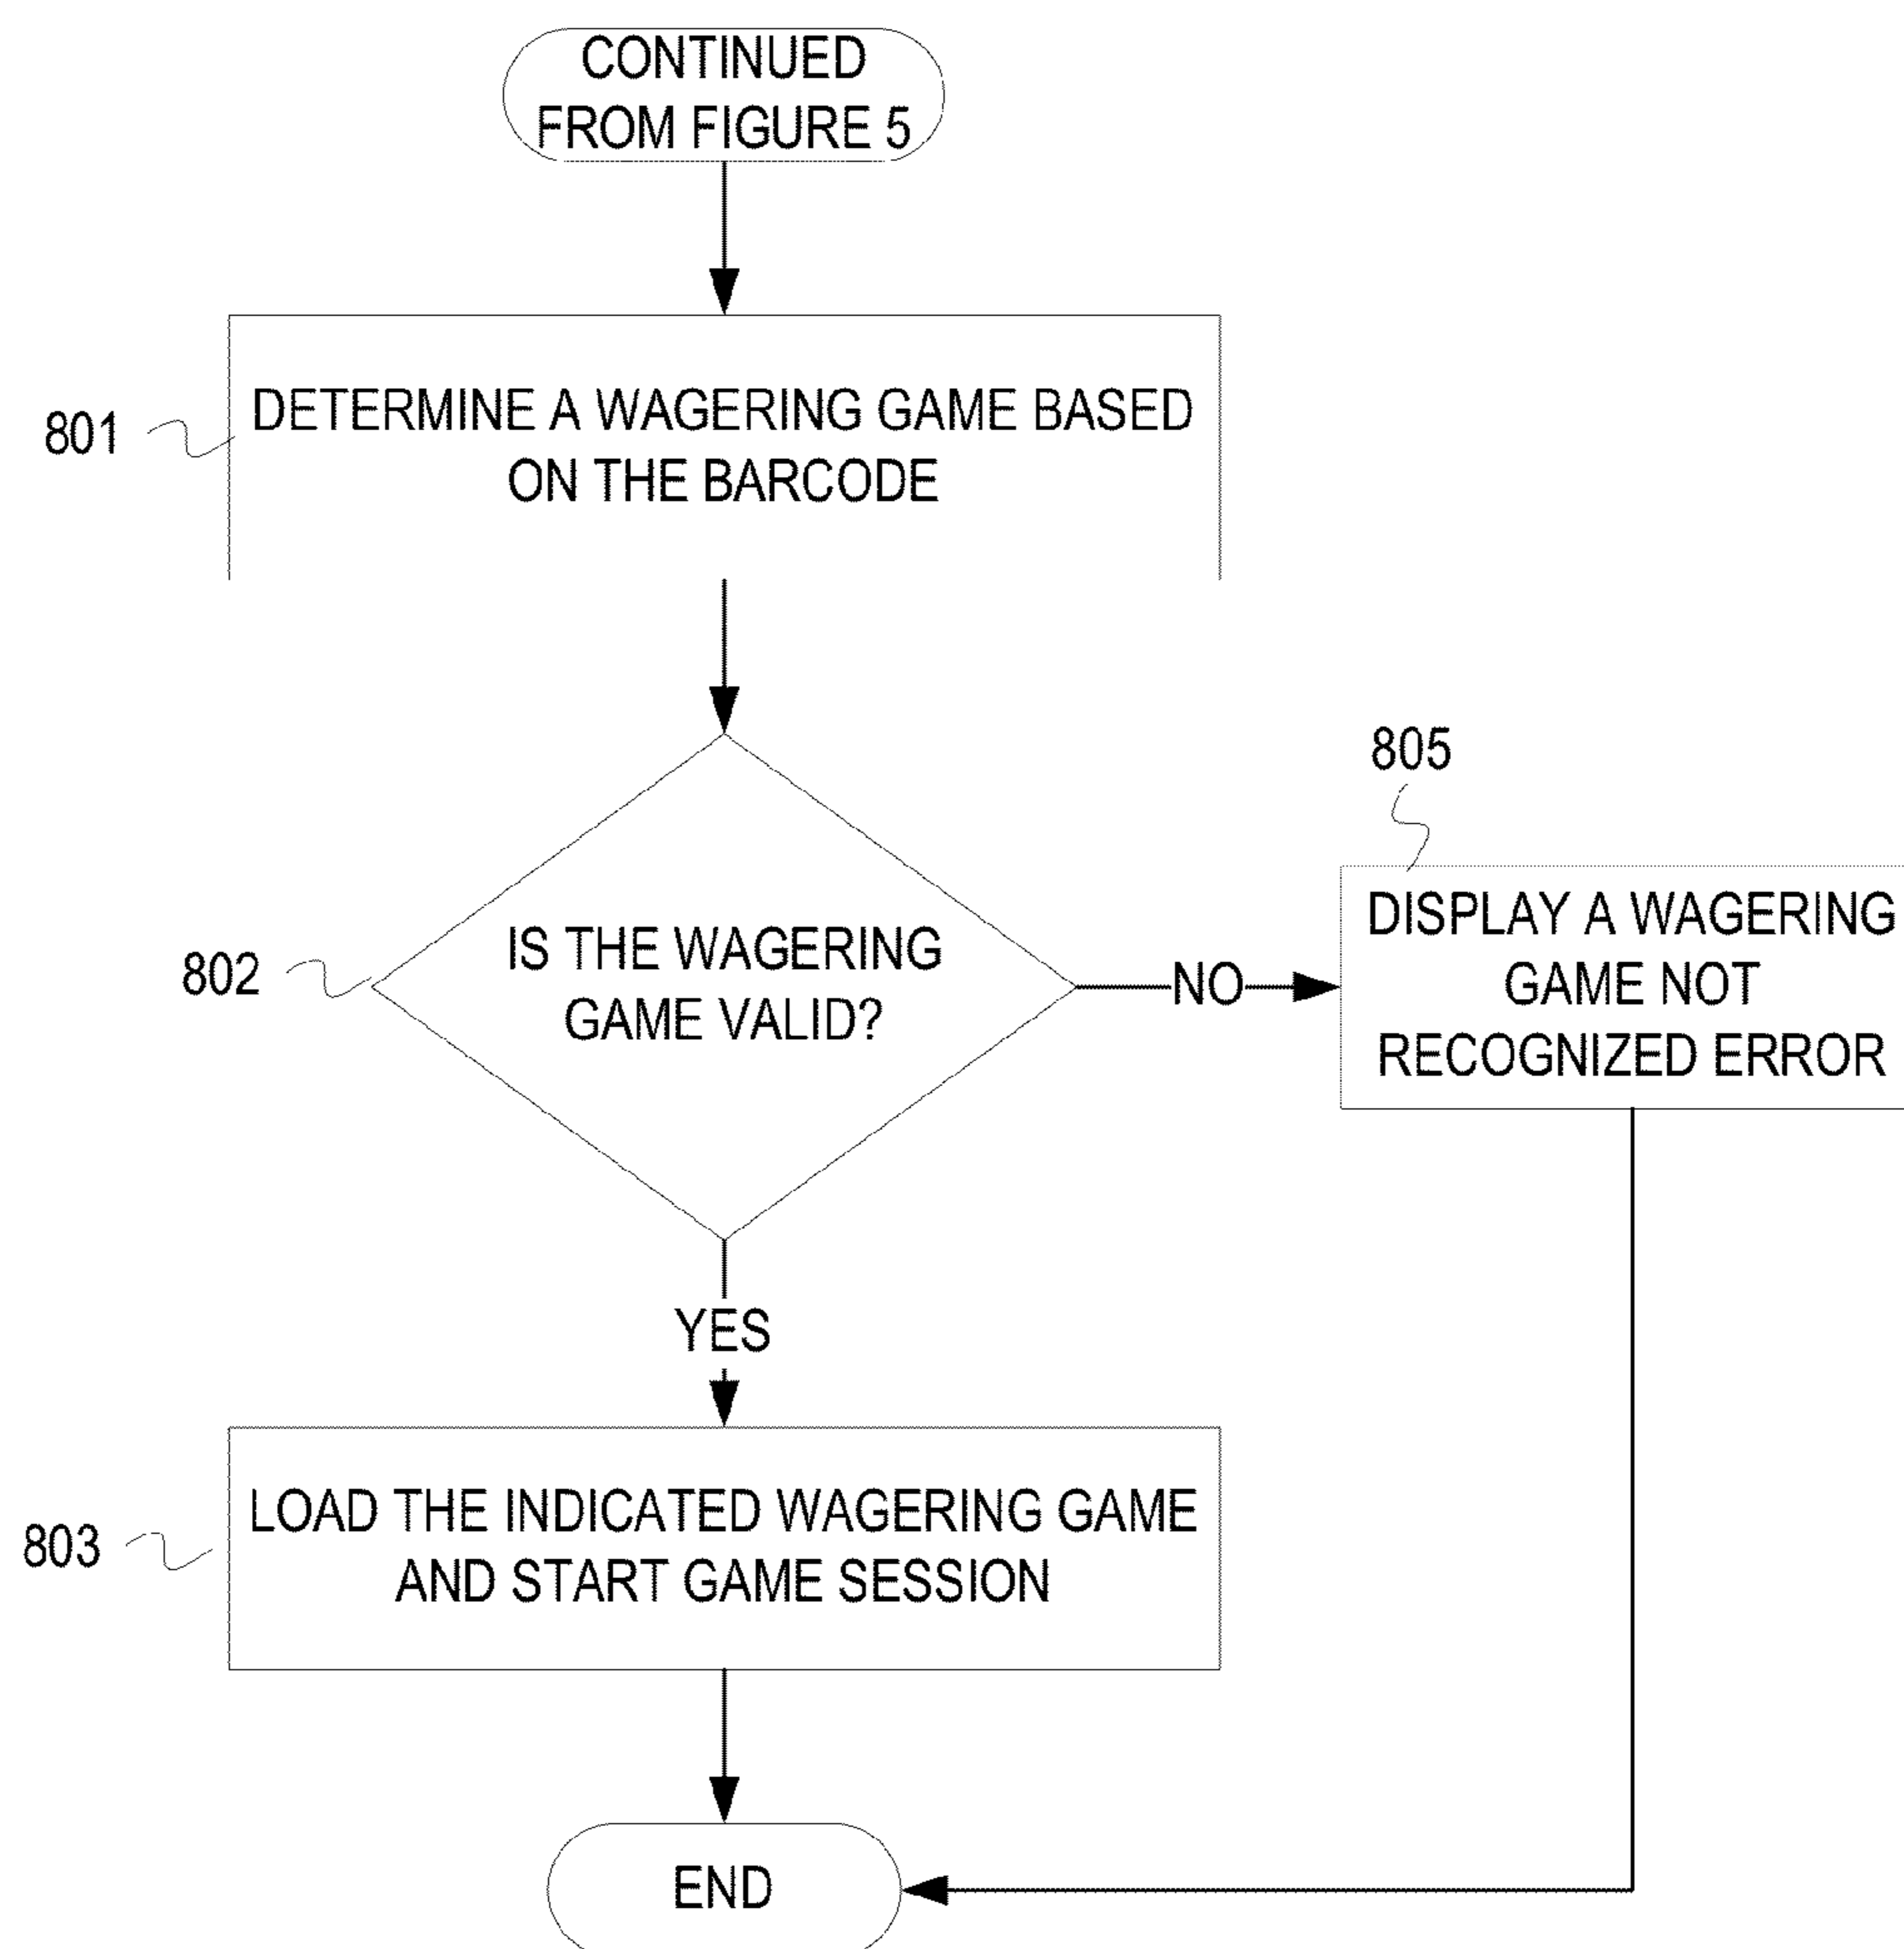 CONTINUED
FROM FIGURE 5
801
DETERMINE A WAGERING GAME BASED
ON THE BARCODE
802
IS THE WAGERING
GAME VALID?
NO
805
DISPLAY A WAGERING
GAME NOT
RECOGNIZED ERROR
YES
803
LOAD THE INDICATED WAGERING GAME
AND START GAME SESSION
END